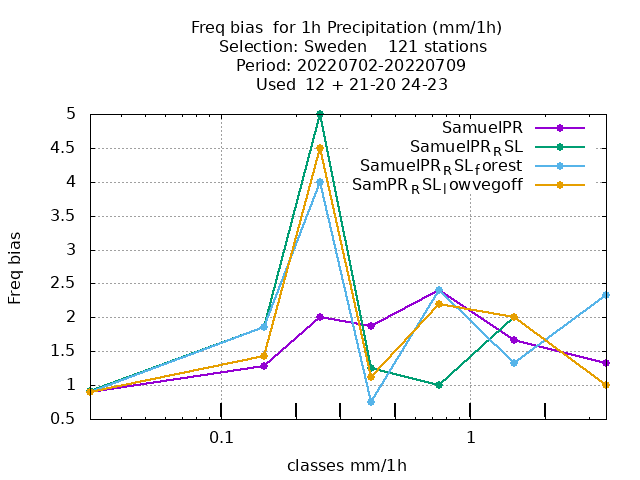 Freq bias  for 1h Precipitation (mm/1h)
Selection: Sweden    121 stations
Period: 20220702-20220709
Used  12 + 21-20 24-23
SamuelPR
SamuelPR_RSL
SamuelPR_RSL_forest
SamPR_RSL_lowvegoff
5
4.5
4
3.5
3
2.5
2
1.5
1
0.5
Freq bias
0.1
1
classes mm/1h